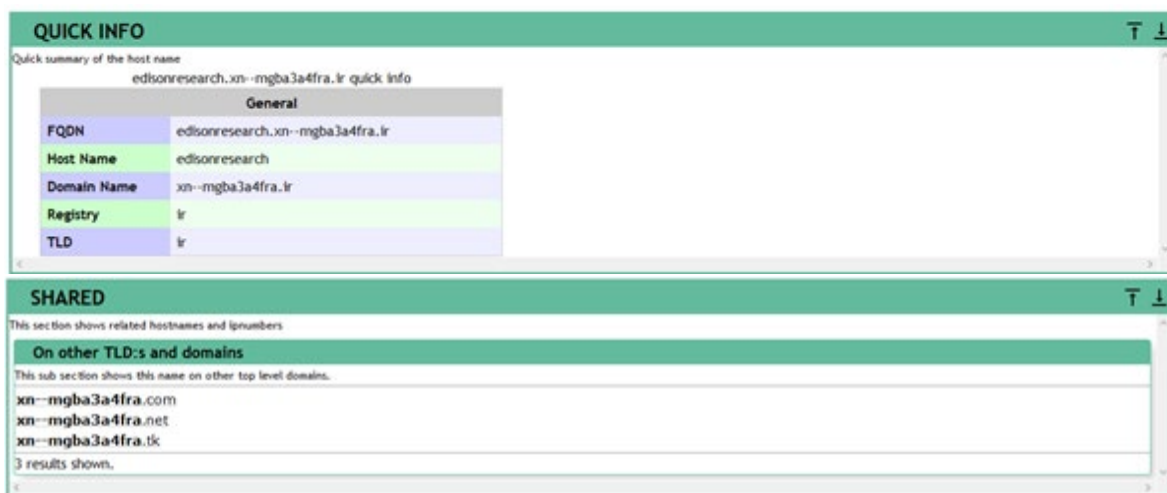 QUICK INFO
Quick summary of the host name
edisonresearch.xn--mgba3a4fra.ir quick info
General
FQDN edisonresearch.xn--mgba3a4fra.ir
Host Name edisonresearch
Domain Name xn--mgba3a4fra.ir
Registry ir
TLD ir
SHARED
This section shows related hostnames and ipnumbers
On other TLD:s and domains
This sub section shows this name on other top level domains.
xn--mgba3a4fra.com
xn--mgba3a4fra.net
xn--mgba3a4fra.tk
3 results shown.